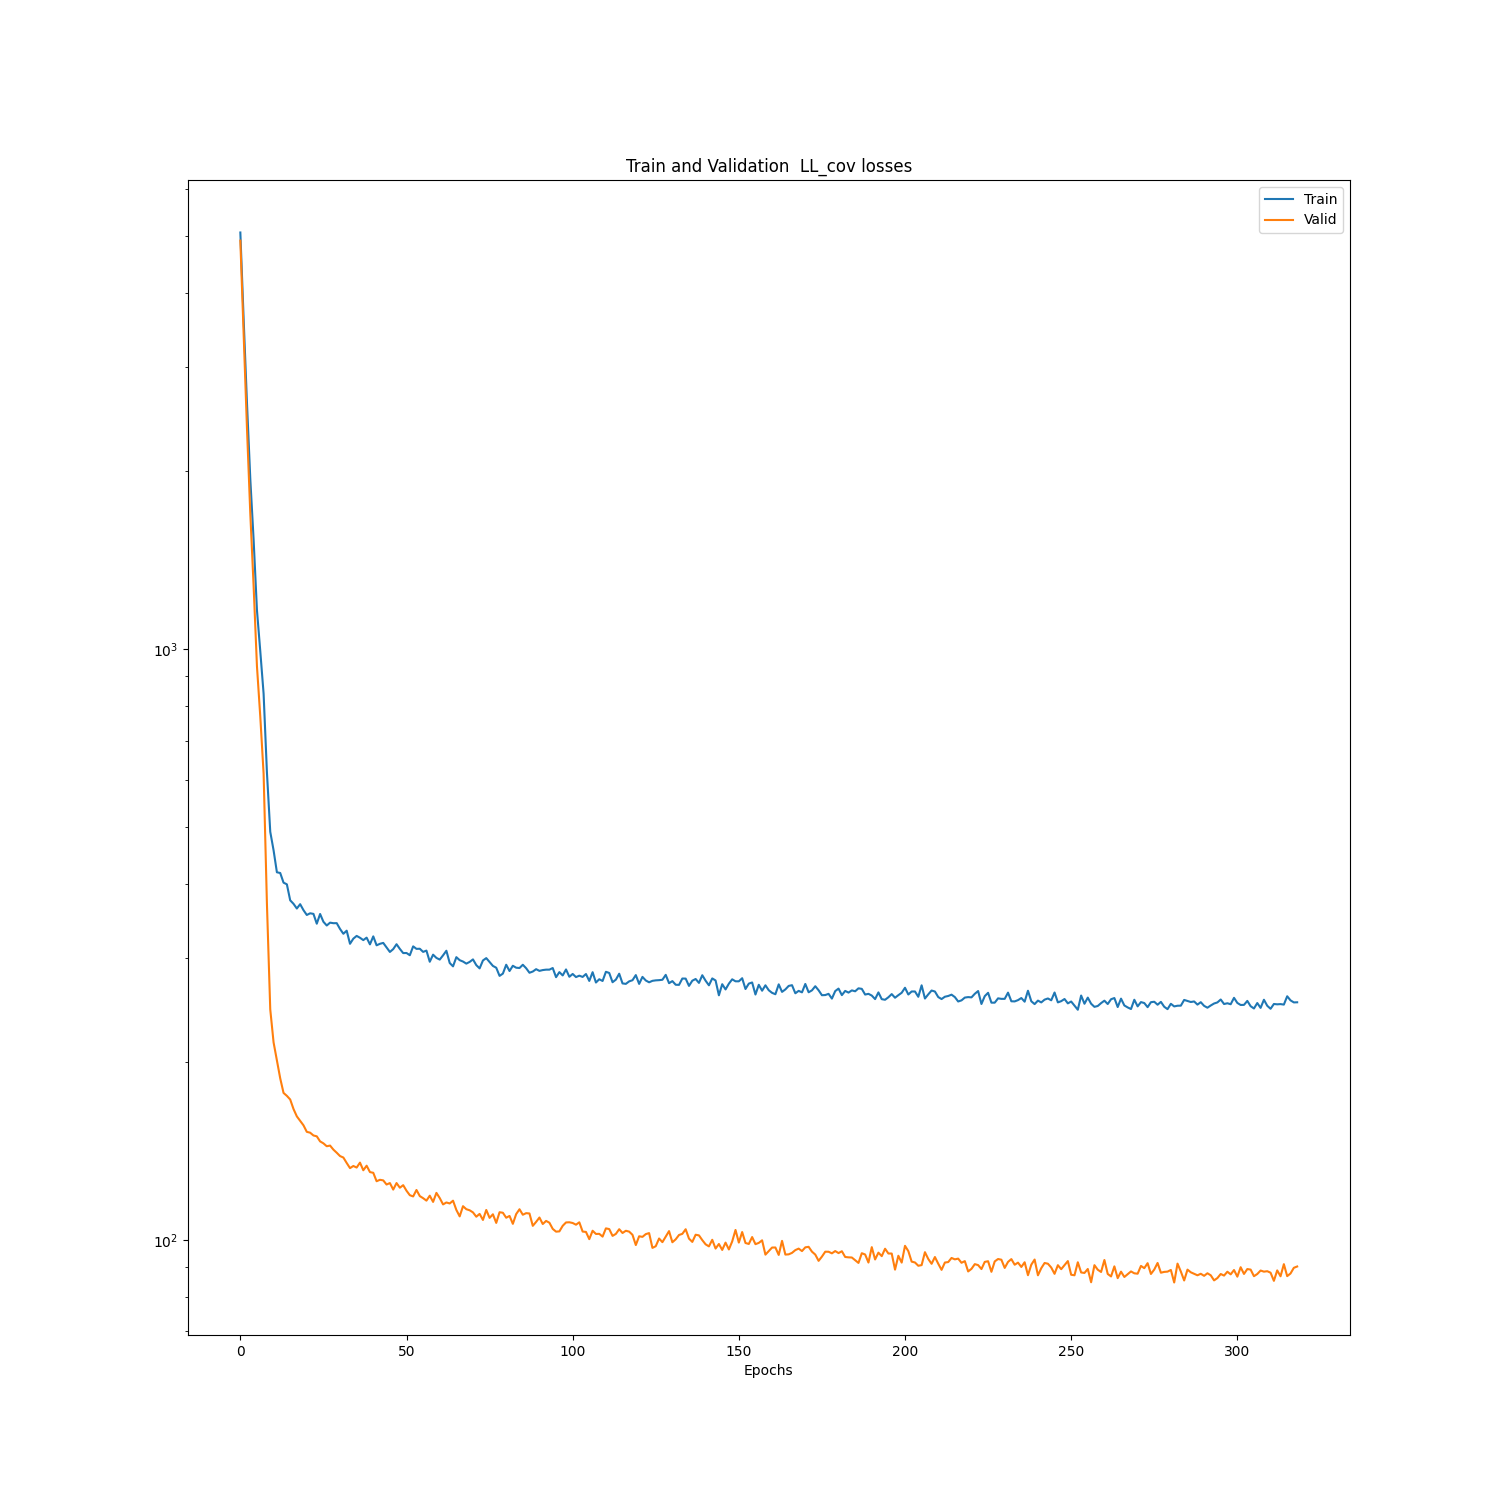 Train and Validation  LL_cov losses
Train
Valid
10³
10²
0 50 100 150 200 250 300
Epochs